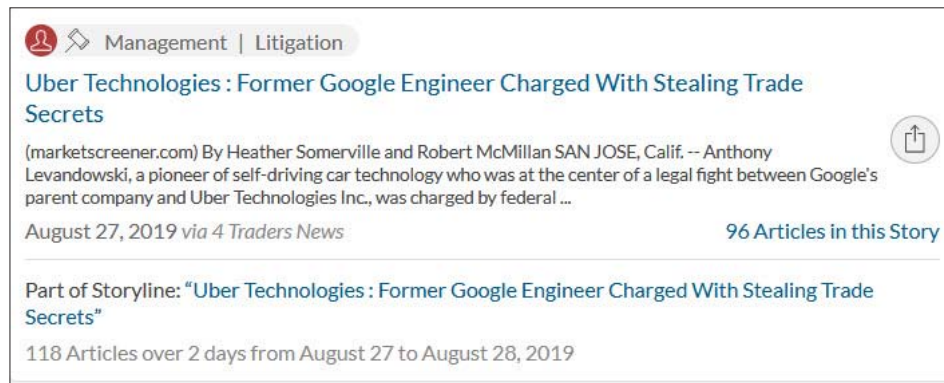 Management | Litigation
Uber Technologies : Former Google Engineer Charged With Stealing Trade
Secrets
(marketscreener.com) By Heather Somerville and Robert McMillan SAN JOSE, Calif. -- Anthony
Levandowski, a pioneer of self-driving car technology who was at the center of a legal fight between Google's
parent company and Uber Technologies Inc., was charged by federal ...
August 27, 2019 via 4 Traders News 96 Articles in this Story
Part of Storyline: “Uber Technologies : Former Google Engineer Charged With Stealing Trade
Secrets”
118 Articles over 2 days from August 27 to August 28, 2019